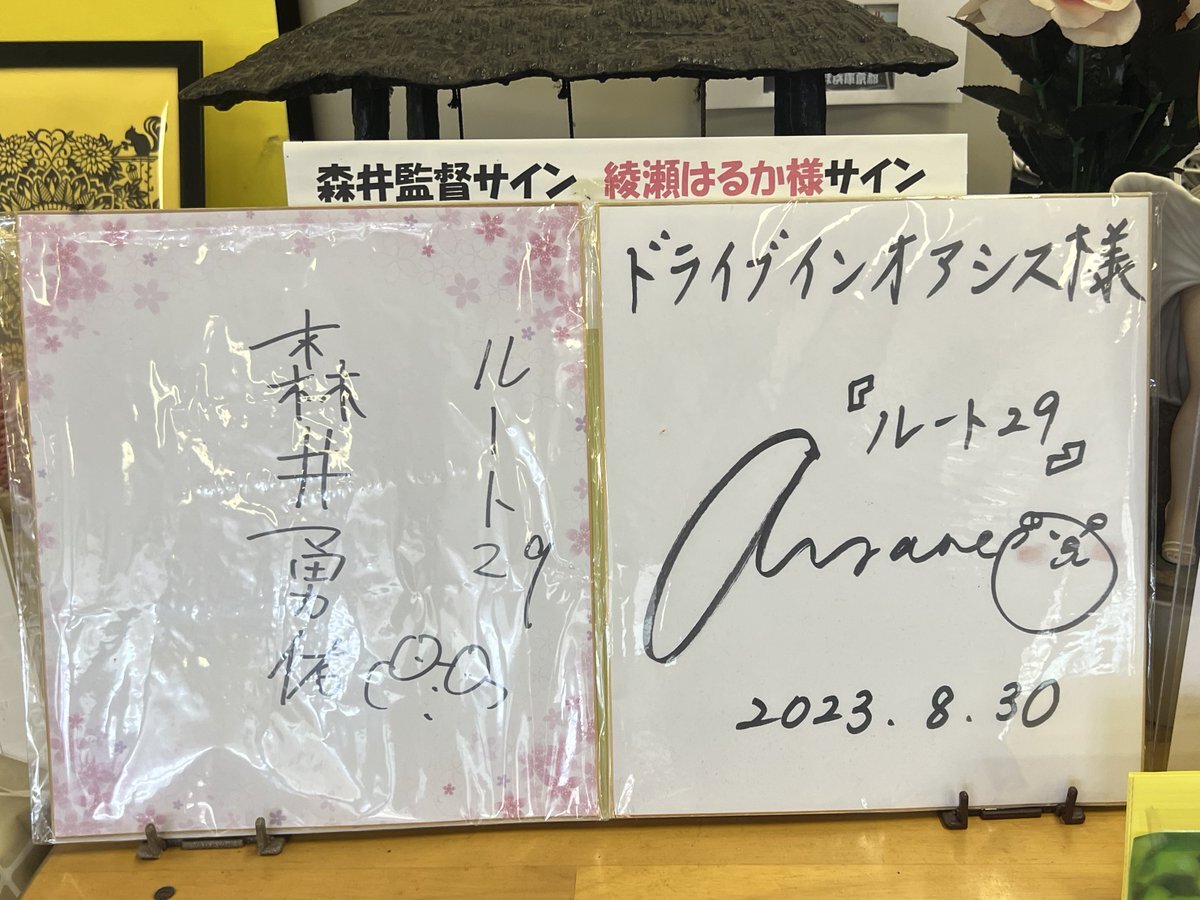 森井監督サイン 綾瀬はるか様サイン
ルート29
森井勇佑
ドライブインオアシス様
『ルート29』
2023.8.30